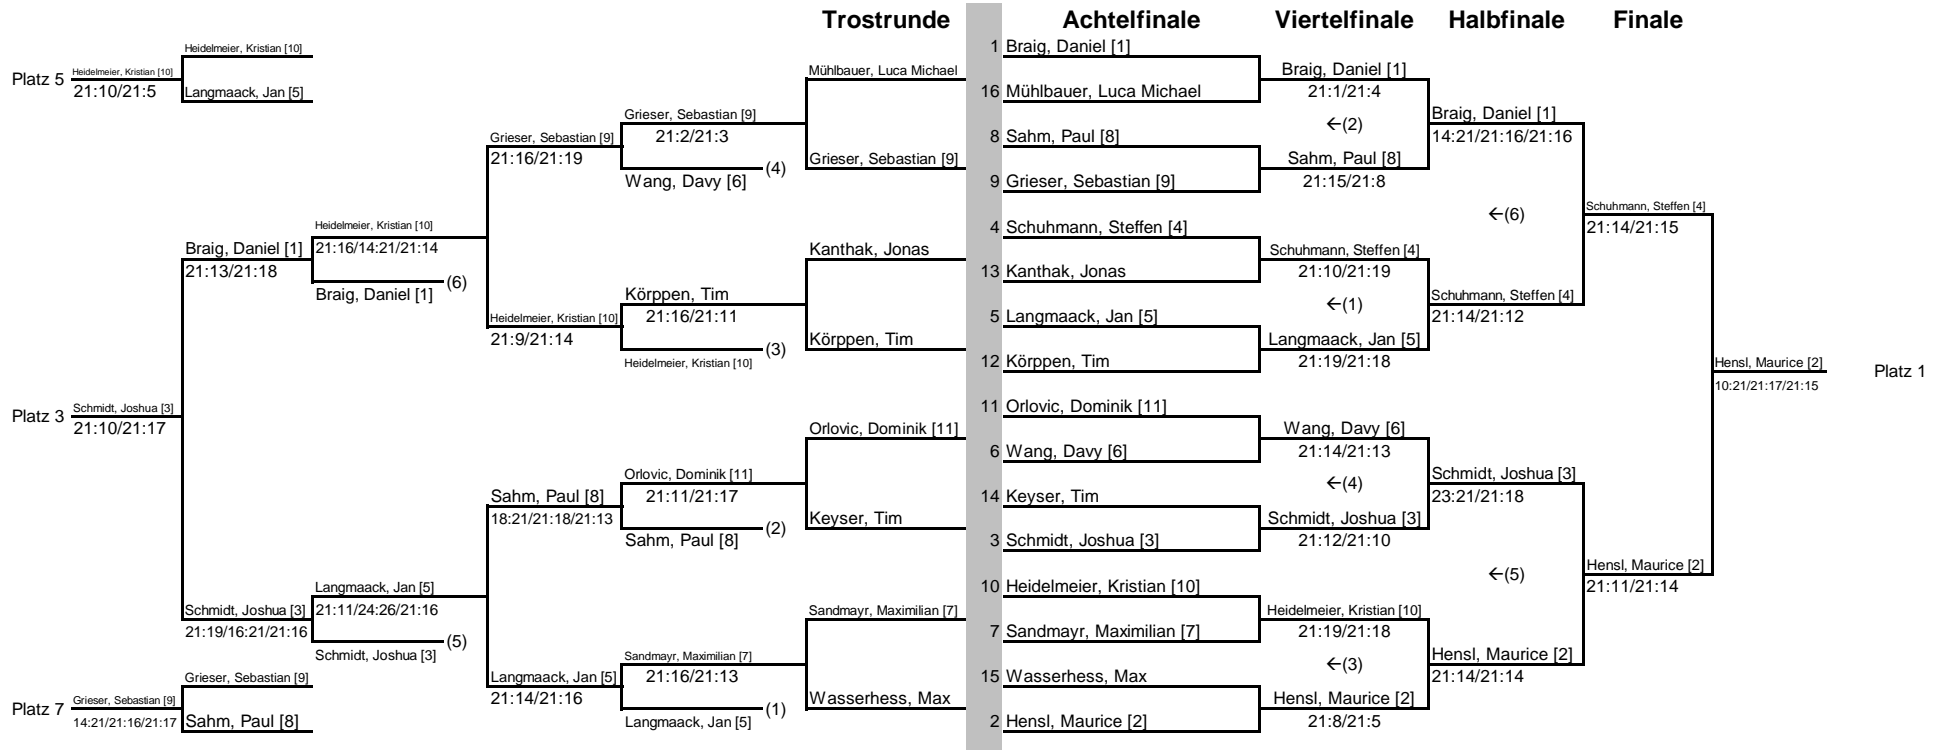 Trostrunde
Achtelfinale
Viertelfinale
Halbfinale
Finale
Heidelmeier, Kristian [10]
Platz 5
Heidelmeier, Kristian [10]
21:10/21:5
Langmaack, Jan [5]
Heidelmeier, Kristian [10]
21:16/14:21/21:14
Braig, Daniel [1]
21:13/21:18
Braig, Daniel [1]
(6)
Platz 3
Schmidt, Joshua [3]
21:10/21:17
Langmaack, Jan [5]
21:11/24:26/21:16
Schmidt, Joshua [3]
21:19/16:21/21:16
Schmidt, Joshua [3]
(5)
Grieser, Sebastian [9]
Platz 7
Grieser, Sebastian [9]
14:21/21:16/21:17
Sahm, Paul [8]
Grieser, Sebastian [9]
21:16/21:19
Heidelmeier, Kristian [10]
21:9/21:14
Sahm, Paul [8]
18:21/21:18/21:13
Langmaack, Jan [5]
21:14/21:16
Grieser, Sebastian [9]
21:2/21:3
(4)
Wang, Davy [6]
Körppen, Tim
21:16/21:11
(3)
Heidelmeier, Kristian [10]
Orlovic, Dominik [11]
21:11/21:17
(2)
Sahm, Paul [8]
Sandmayr, Maximilian [7]
21:16/21:13
(1)
Langmaack, Jan [5]
Mühlbauer, Luca Michael
Grieser, Sebastian [9]
Kanthak, Jonas
Körppen, Tim
Orlovic, Dominik [11]
Keyser, Tim
Sandmayr, Maximilian [7]
Wasserhess, Max
1 Braig, Daniel [1]
16 Mühlbauer, Luca Michael
8 Sahm, Paul [8]
9 Grieser, Sebastian [9]
4 Schuhmann, Steffen [4]
13 Kanthak, Jonas
5 Langmaack, Jan [5]
12 Körppen, Tim
11 Orlovic, Dominik [11]
6 Wang, Davy [6]
14 Keyser, Tim
3 Schmidt, Joshua [3]
10 Heidelmeier, Kristian [10]
7 Sandmayr, Maximilian [7]
15 Wasserhess, Max
2 Hensl, Maurice [2]
Braig, Daniel [1]
21:1/21:4
←(2)
Sahm, Paul [8]
21:15/21:8
Schuhmann, Steffen [4]
21:10/21:19
←(1)
Langmaack, Jan [5]
21:19/21:18
Wang, Davy [6]
21:14/21:13
←(4)
Schmidt, Joshua [3]
21:12/21:10
Heidelmeier, Kristian [10]
21:19/21:18
←(3)
Hensl, Maurice [2]
21:8/21:5
Braig, Daniel [1]
14:21/21:16/21:16
←(6)
Schuhmann, Steffen [4]
21:14/21:12
Schmidt, Joshua [3]
23:21/21:18
←(5)
Hensl, Maurice [2]
21:14/21:14
Schuhmann, Steffen [4]
21:14/21:15
Hensl, Maurice [2]
21:11/21:14
Hensl, Maurice [2]
10:21/21:17/21:15
Platz 1